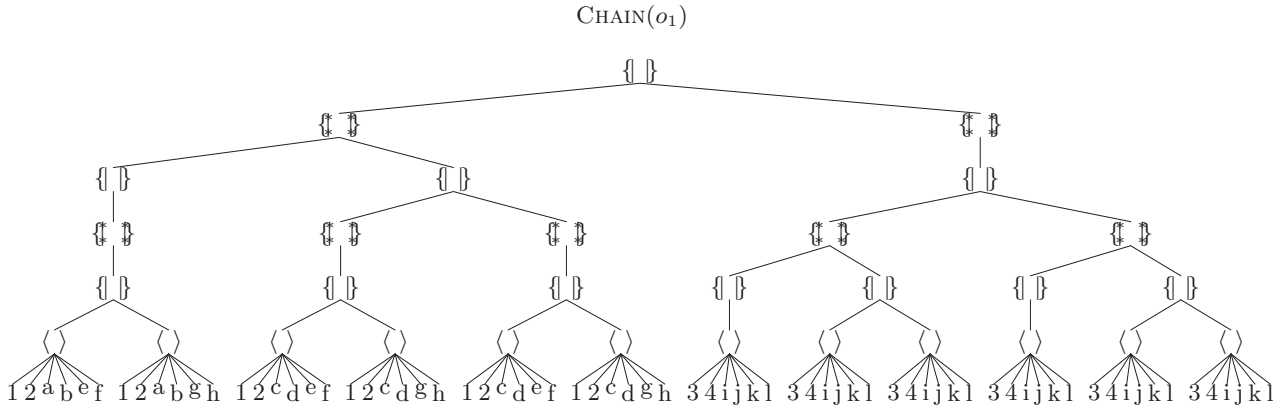 CHAIN(o₁)
{| |}
{|* *|} {|* *|}
{| |} {| |} {| |}
{|* *|} {|* *|} {|* *|} {|* *|} {|* *|}
{| |} {| |} {| |} {| |} {| |} {| |} {| |}
⟨ ⟩ ⟨ ⟩ ⟨ ⟩ ⟨ ⟩ ⟨ ⟩ ⟨ ⟩ ⟨ ⟩ ⟨ ⟩ ⟨ ⟩ ⟨ ⟩ ⟨ ⟩ ⟨ ⟩
1 2 a b e f 1 2 a b g h 1 2 c d e f 1 2 c d g h 1 2 c d e f 1 2 c d g h 3 4 i j k l 3 4 i j k l 3 4 i j k l 3 4 i j k l 3 4 i j k l 3 4 i j k l